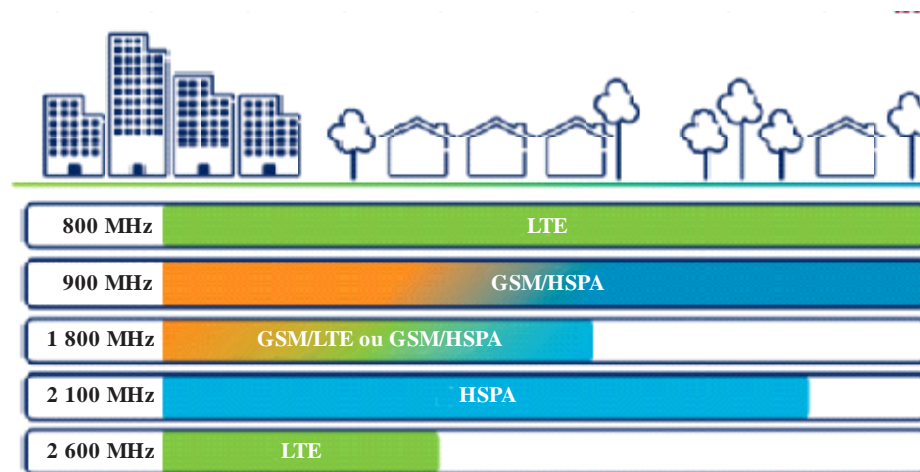 800 MHz LTE
900 MHz GSM/HSPA
1 800 MHz GSM/LTE ou GSM/HSPA
2 100 MHz HSPA
2 600 MHz LTE